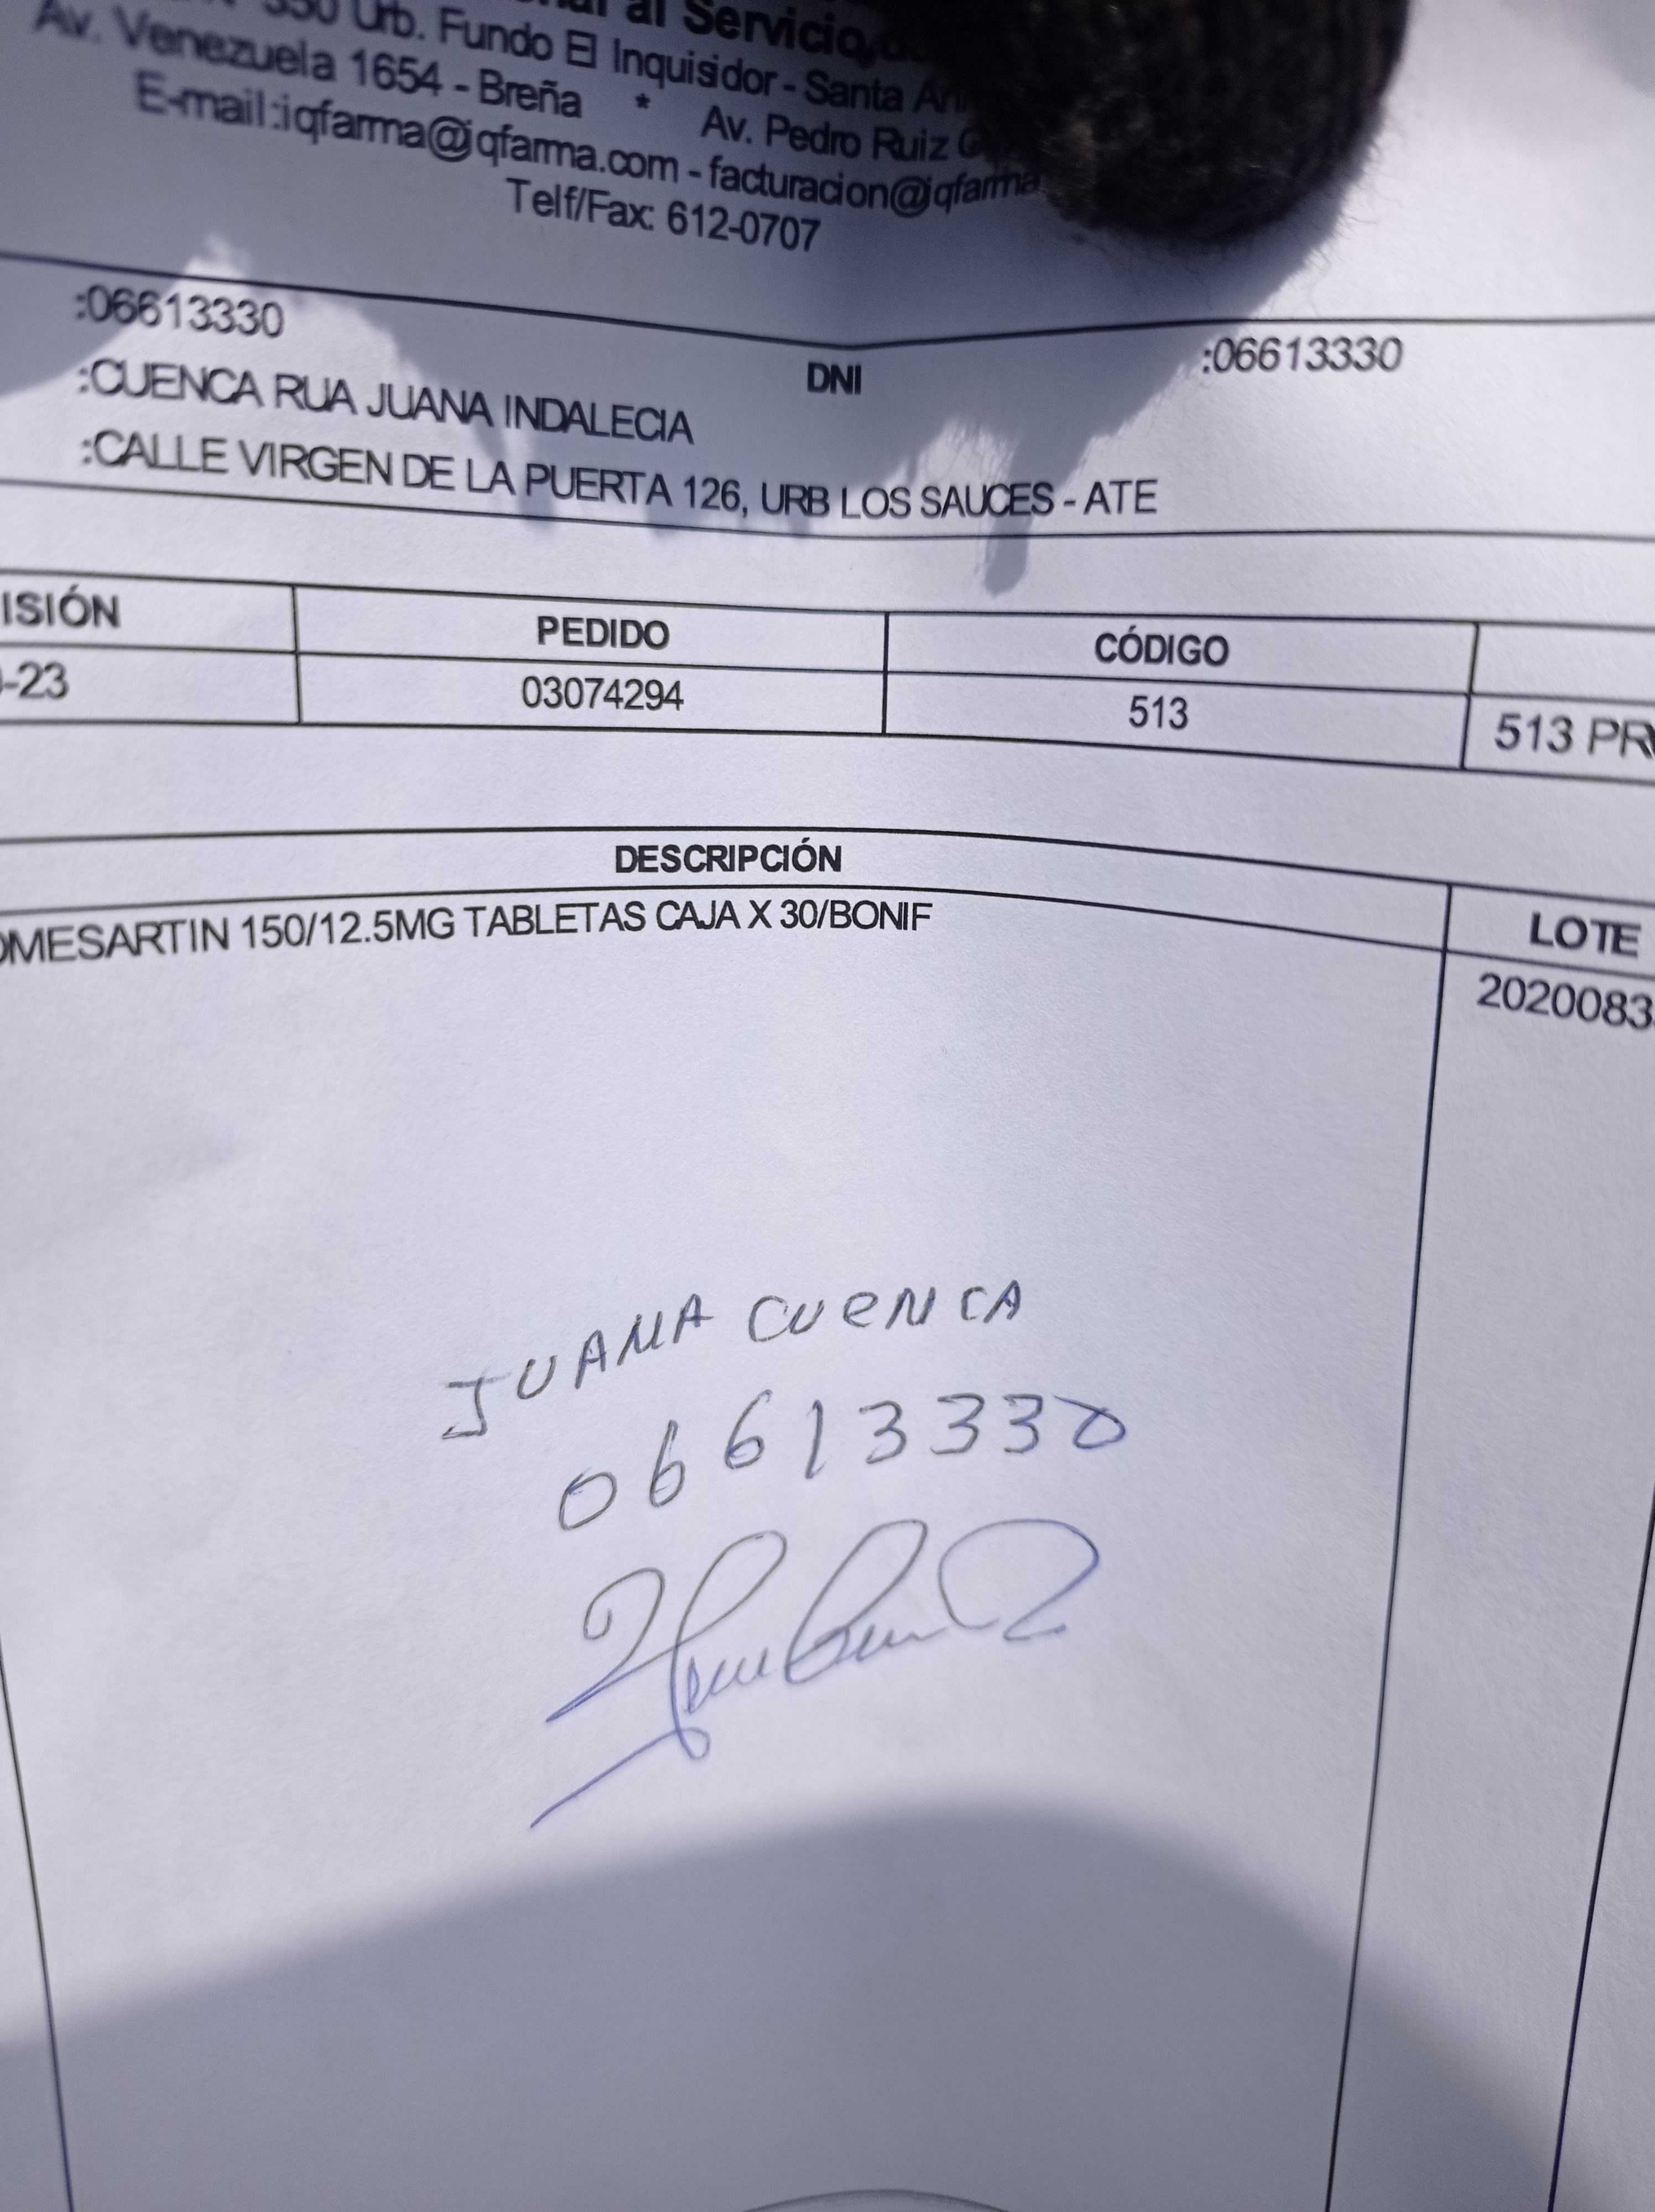 al Servicio
350 Urb. Fundo El Inquisidor - Santa
Av. Venezuela 1654 - Breña * Av. Pedro Ruiz
E-mail:iqfarma@iqfarma.com - facturacion@iqfarma
Telf/Fax: 612-0707
:06613330 DNI :06613330
:CUENCA RUA JUANA INDALECIA
:CALLE VIRGEN DE LA PUERTA 126, URB LOS SAUCES - ATE
ISIÓN PEDIDO CÓDIGO
-23 03074294 513 513 PR
DESCRIPCIÓN LOTE
OMESARTIN 150/12.5MG TABLETAS CAJA X 30/BONIF 2020083
JUANA CUENCA
06613330